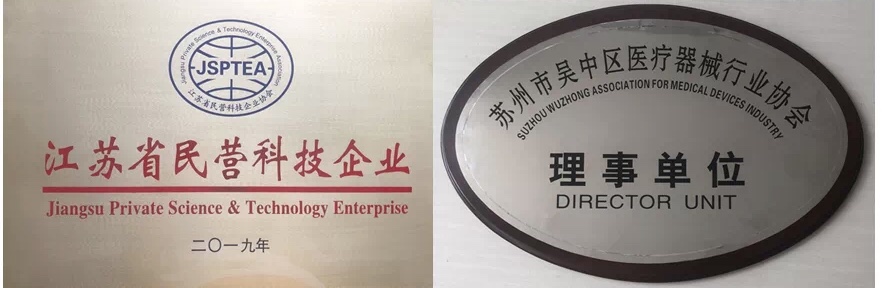 Jiangsu Private Science & Technology Enterprise Association
JSPTEA
江苏省民营科技企业协会
江苏省民营科技企业
Jiangsu Private Science & Technology Enterprise
二〇一九年
苏州市吴中区医疗器械行业协会
SUZHOU WUZHONG ASSOCIATION FOR MEDICAL DEVICES INDUSTRY
理事单位
DIRECTOR UNIT